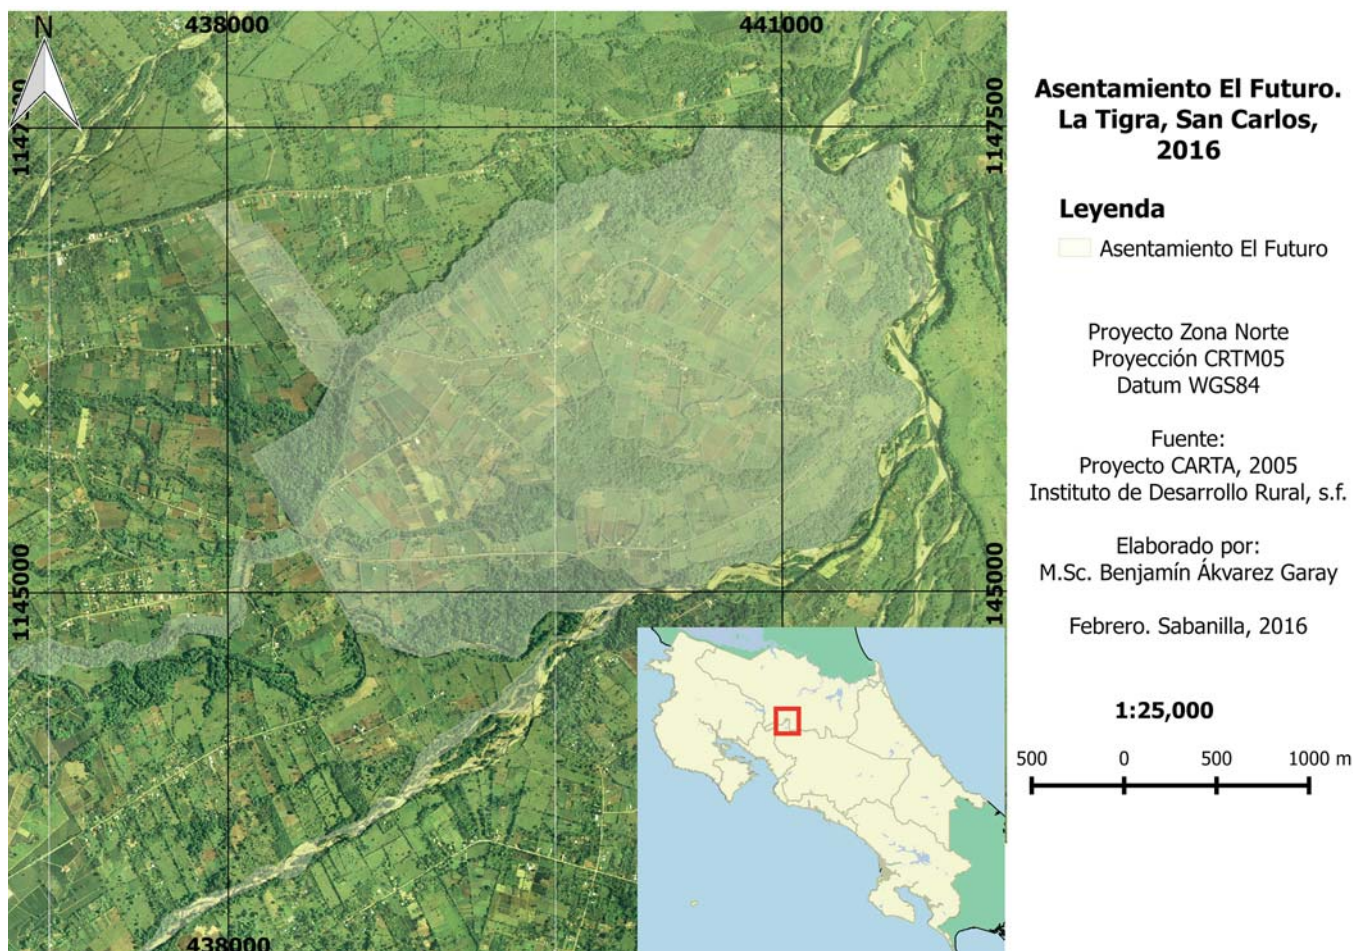 N
438000
441000
1147500
1147500
1145000
145000
438000
Asentamiento El Futuro.
La Tigra, San Carlos,
2016
Leyenda
Asentamiento El Futuro
Proyecto Zona Norte
Proyección CRTM05
Datum WGS84
Fuente:
Proyecto CARTA, 2005
Instituto de Desarrollo Rural, s.f.
Elaborado por:
M.Sc. Benjamín Ákvarez Garay
Febrero. Sabanilla, 2016
1:25,000
500 0 500 1000 m